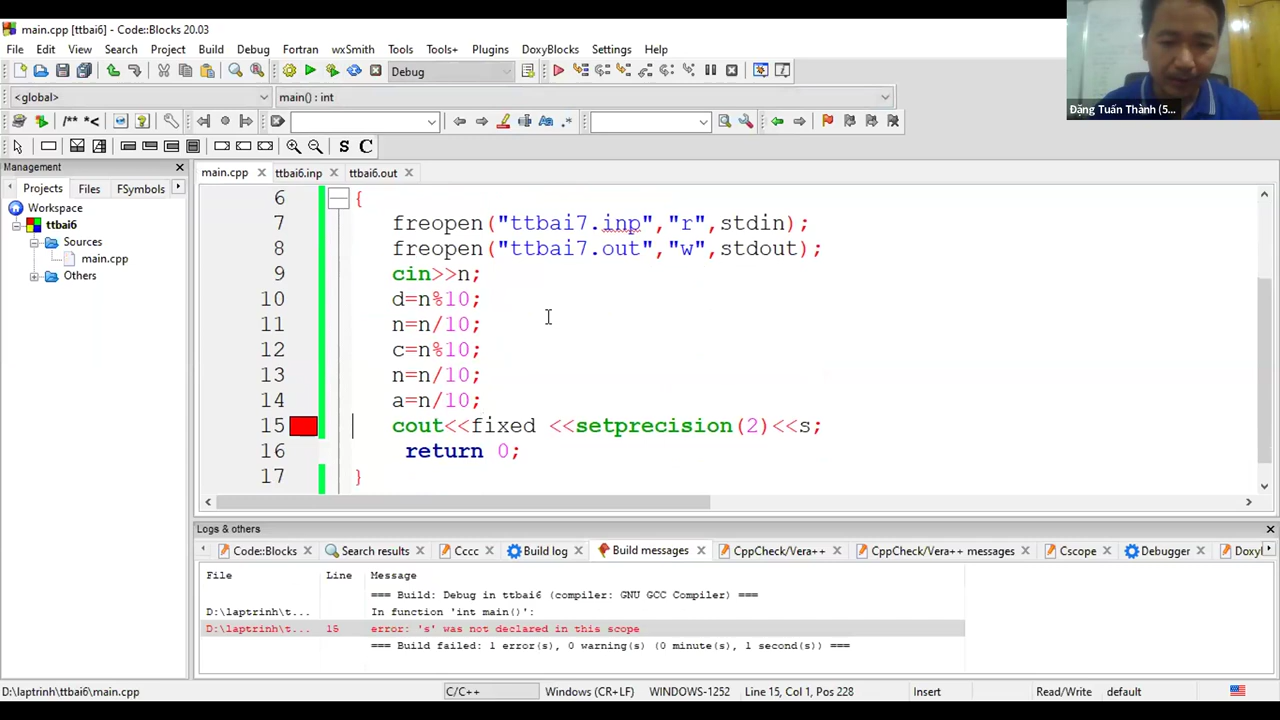 main.cpp [ttbai6] - Code::Blocks 20.03
File Edit View Search Project Build Debug Fortran wxSmith Tools Tools+ Plugins DoxyBlocks Settings Help
Debug
<global>
main() : int
/** *<
S C
Đặng Tuấn Thành (5...
Management
Projects Files FSymbols
Workspace
ttbai6
Sources
main.cpp
Others
main.cpp ttbai6.inp ttbai6.out
6 {
7 freopen("ttbai7.inp","r",stdin);
8 freopen("ttbai7.out","w",stdout);
9 cin>>n;
10 d=n%10;
11 n=n/10;
12 c=n%10;
13 n=n/10;
14 a=n/10;
15 cout<<fixed <<setprecision(2)<<s;
16 return 0;
17 }
Logs & others
Code::Blocks Search results Cccc Build log Build messages CppCheck/Vera++ CppCheck/Vera++ messages Cscope Debugger Doxy
File Line Message
=== Build: Debug in ttbai6 (compiler: GNU GCC Compiler) ===
D:\laptrinh\t... In function 'int main()':
D:\laptrinh\t... 15 error: 's' was not declared in this scope
=== Build failed: 1 error(s), 0 warning(s) (0 minute(s), 1 second(s)) ===
D:\laptrinh\ttbai6\main.cpp C/C++ Windows (CR+LF) WINDOWS-1252 Line 15, Col 1, Pos 228 Insert Read/Write default